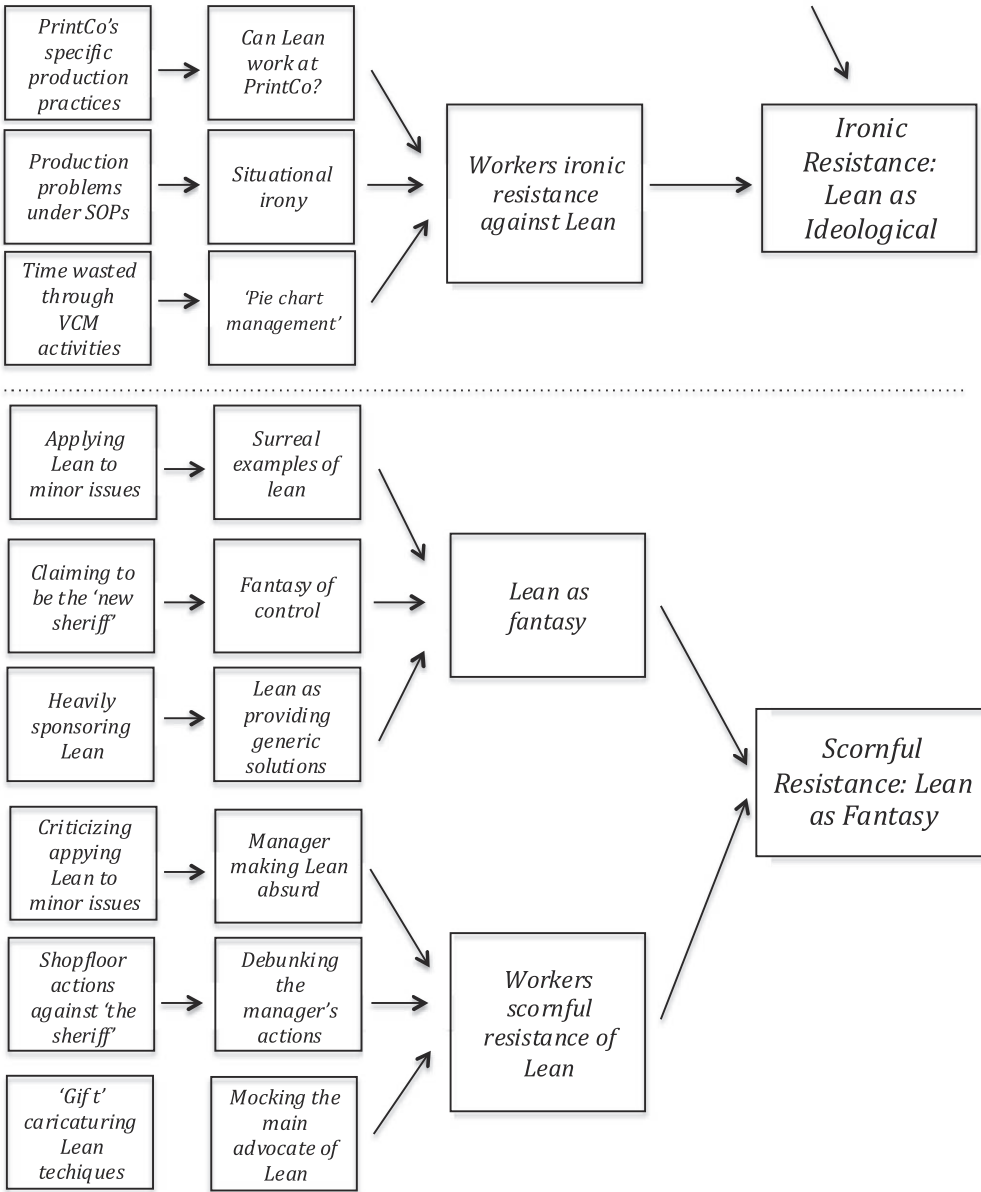 PrintCo's
specific
production
practices
Can Lean
work at
PrintCo?
Production
problems
under SOPs
Situational
irony
Time wasted
through
VCM
activities
'Pie chart
management'
Workers ironic
resistance
against Lean
Ironic
Resistance:
Lean as
Ideological
Applying
Lean to
minor issues
Surreal
examples of
lean
Claiming to
be the 'new
sheriff'
Fantasy of
control
Heavily
sponsoring
Lean
Lean as
providing
generic
solutions
Lean as
fantasy
Criticizing
appying
Lean to
minor issues
Manager
making Lean
absurd
Shopfloor
actions
against 'the
sheriff'
Debunking
the
manager's
actions
'Gift'
caricaturing
Lean
techiques
Mocking the
main
advocate of
Lean
Workers
scornful
resistance of
Lean
Scornful
Resistance: Lean
as Fantasy